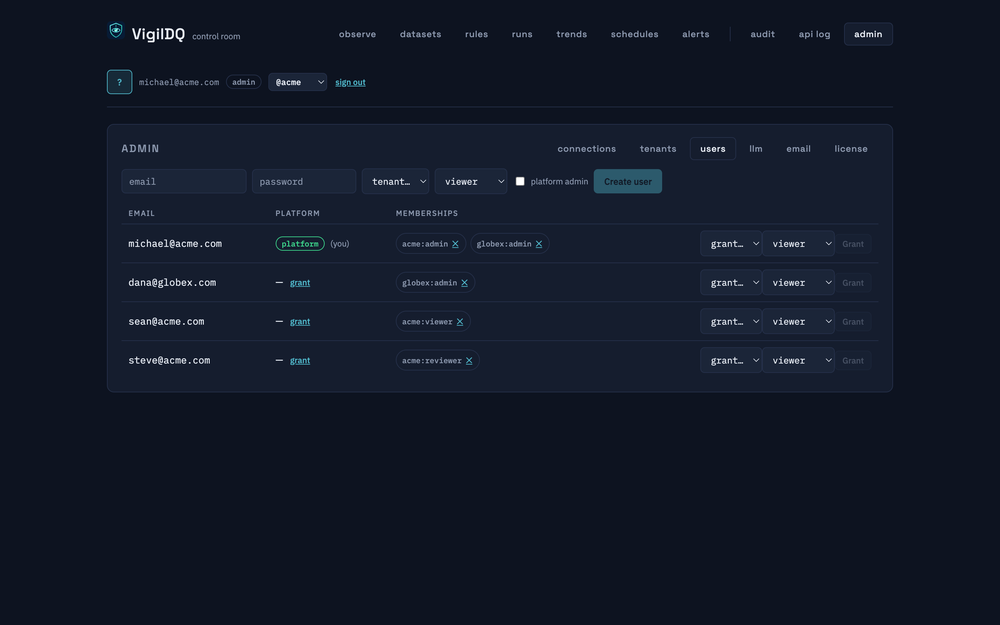 VigilDQ control room observe datasets rules runs trends schedules alerts audit api log admin
? michael@acme.com admin @acme sign out
ADMIN connections tenants users llm email license
email password tenant… viewer platform admin Create user
EMAIL PLATFORM MEMBERSHIPS
michael@acme.com platform (you) acme:admin ✕ globex:admin ✕ grant… viewer Grant
dana@globex.com — grant globex:admin ✕ grant… viewer Grant
sean@acme.com — grant acme:viewer ✕ grant… viewer Grant
steve@acme.com — grant acme:reviewer ✕ grant… viewer Grant